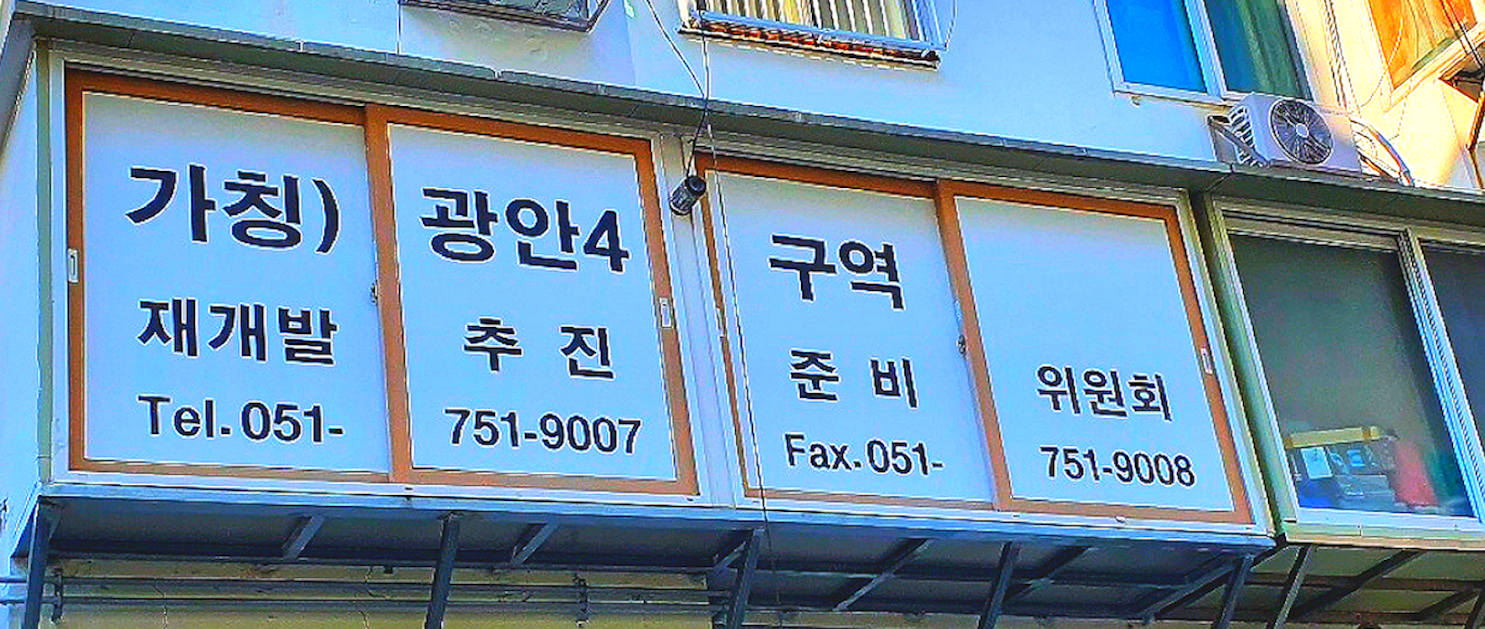 가칭) 광안4 구역
재개발 추 진 준 비 위원회
Tel.051- 751-9007 Fax.051- 751-9008